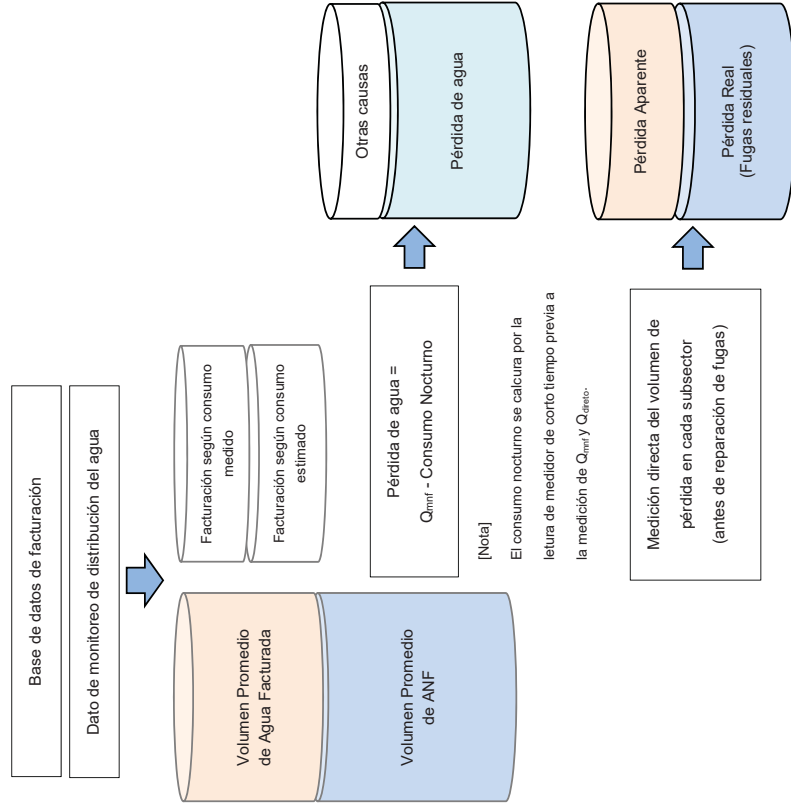 Base de datos de facturación
Dato de monitoreo de distribución del agua
Volumen Promedio
de Agua Facturada
Volumen Promedio
de ANF
Facturación según consumo
medido
Facturación según consumo
estimado
Pérdida de agua =
Qmnf - Consumo Nocturno
Otras causas
Pérdida de agua
[Nota]
El consumo nocturno se calcura por la
letura de medidor de corto tiempo previa a
la medición de Qmnf y Qdireto.
Medición directa del volumen de
pérdida en cada subsector
(antes de reparación de fugas)
Pérdida Aparente
Pérdida Real
(Fugas residuales)